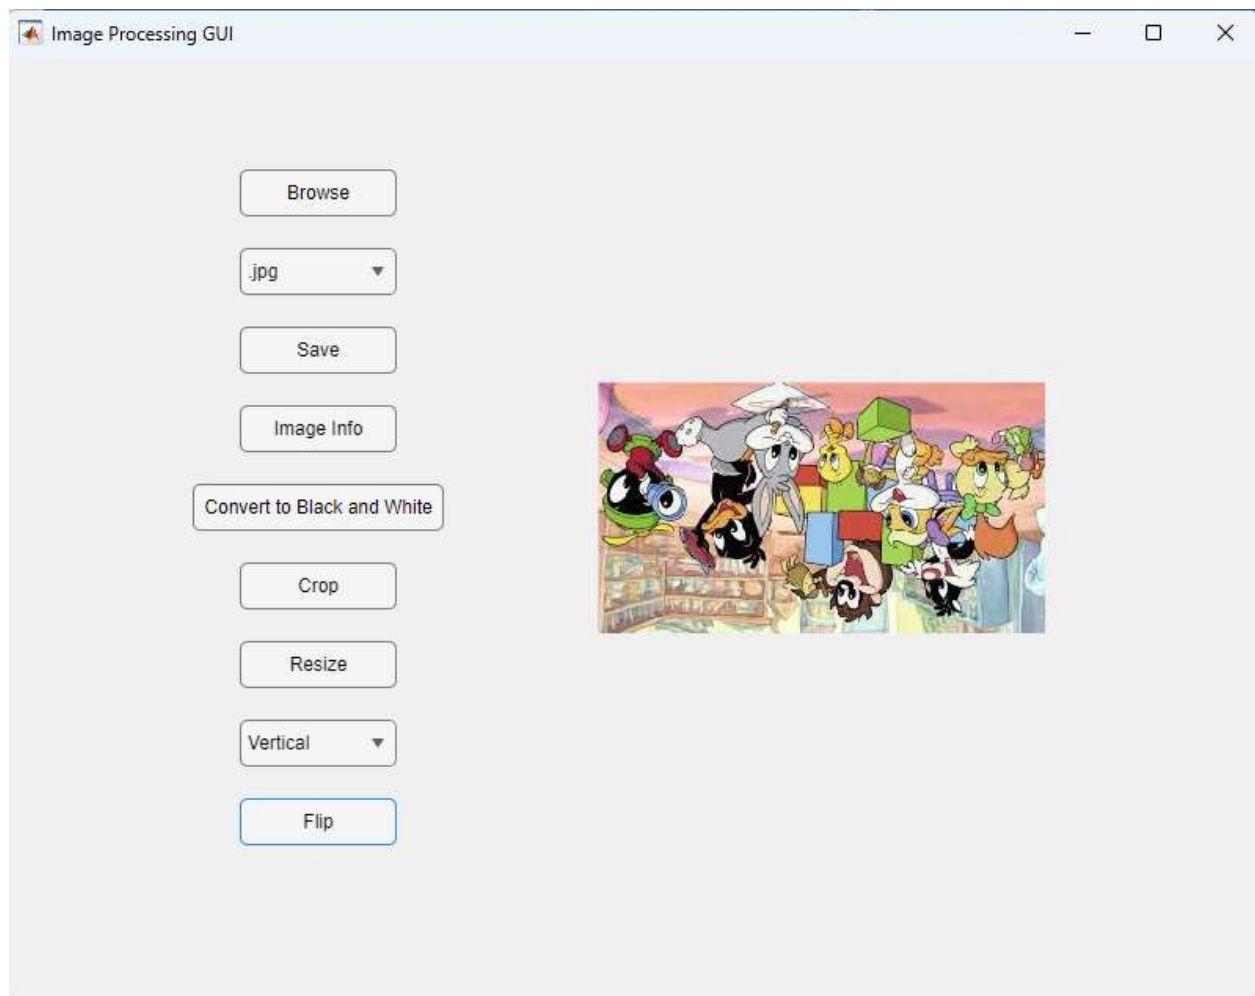 Image Processing GUI
Browse
.jpg
Save
Image Info
Convert to Black and White
Crop
Resize
Vertical
Flip